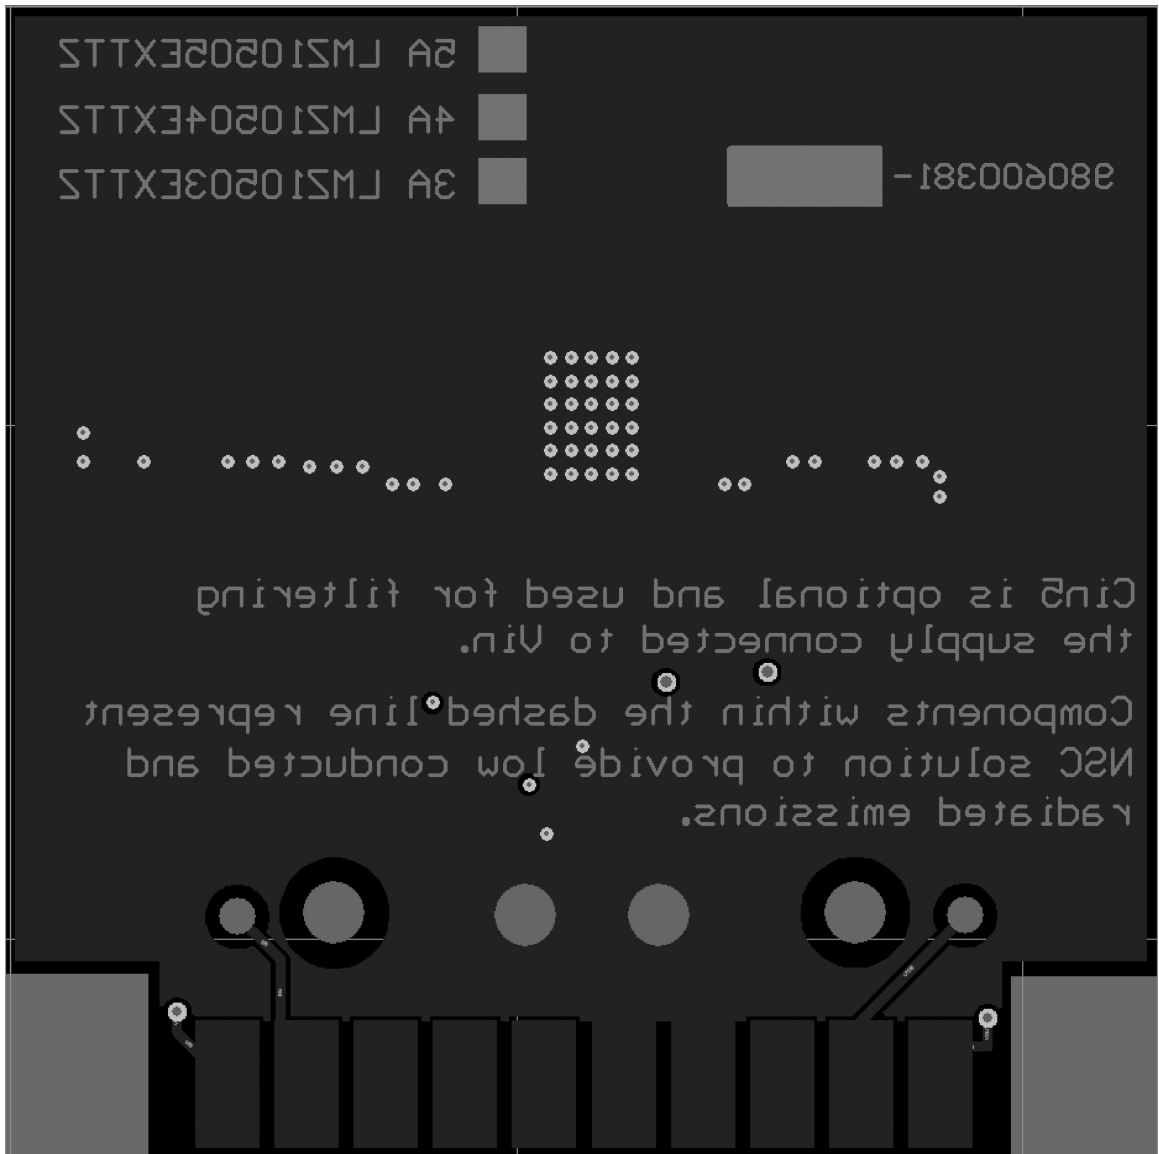 5A LMZ10505EXTTZ
4A LMZ10504EXTTZ
3A LMZ10503EXTTZ
980600381-
Cin5 is optional and used for filtering
the supply connected to Vin.
Components within the dashed line represent
NSC solution to provide low conducted and
radiated emissions.